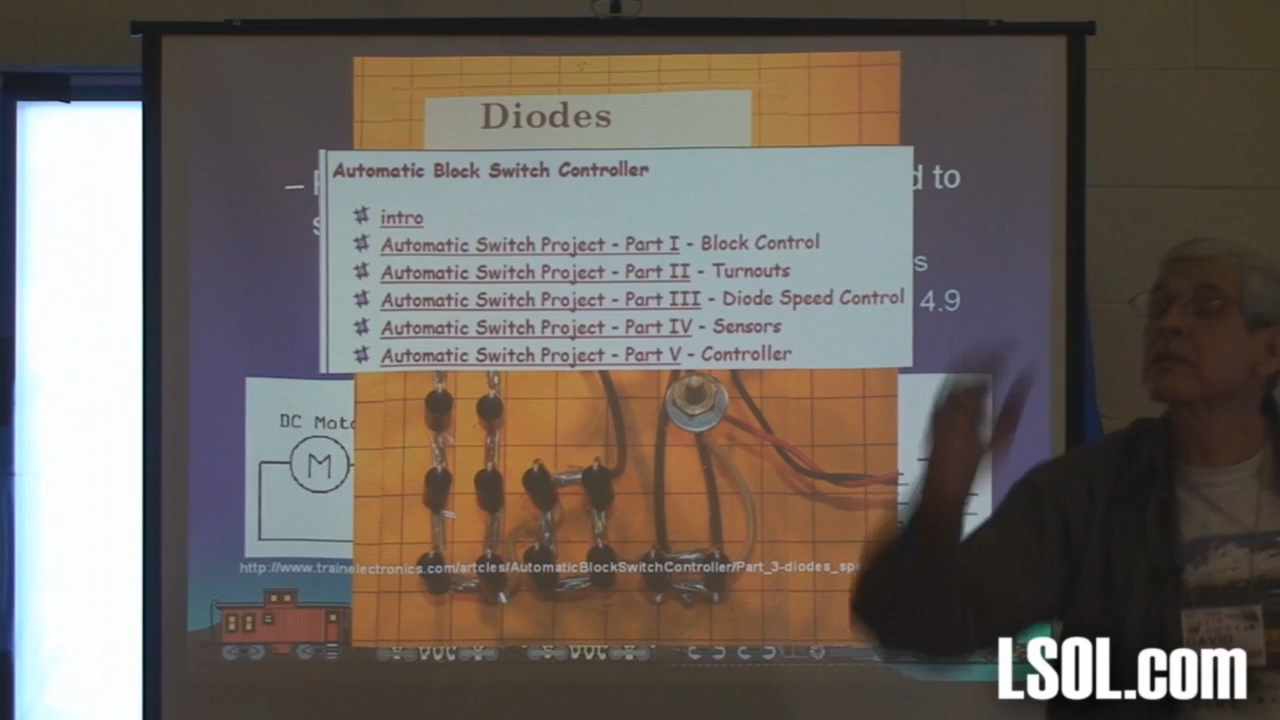 Diodes
Automatic Block Switch Controller
d to
intro
Automatic Switch Project - Part I - Block Control
s
Automatic Switch Project - Part II - Turnouts
Automatic Switch Project - Part III - Diode Speed Control
4.9
Automatic Switch Project - Part IV - Sensors
Automatic Switch Project - Part V - Controller
DC Moto
M
http://www.trainelectronics.com/artcles/AutomaticBlockSwitchController/Part_3-diodes_spe
DAVID
LSOL.com